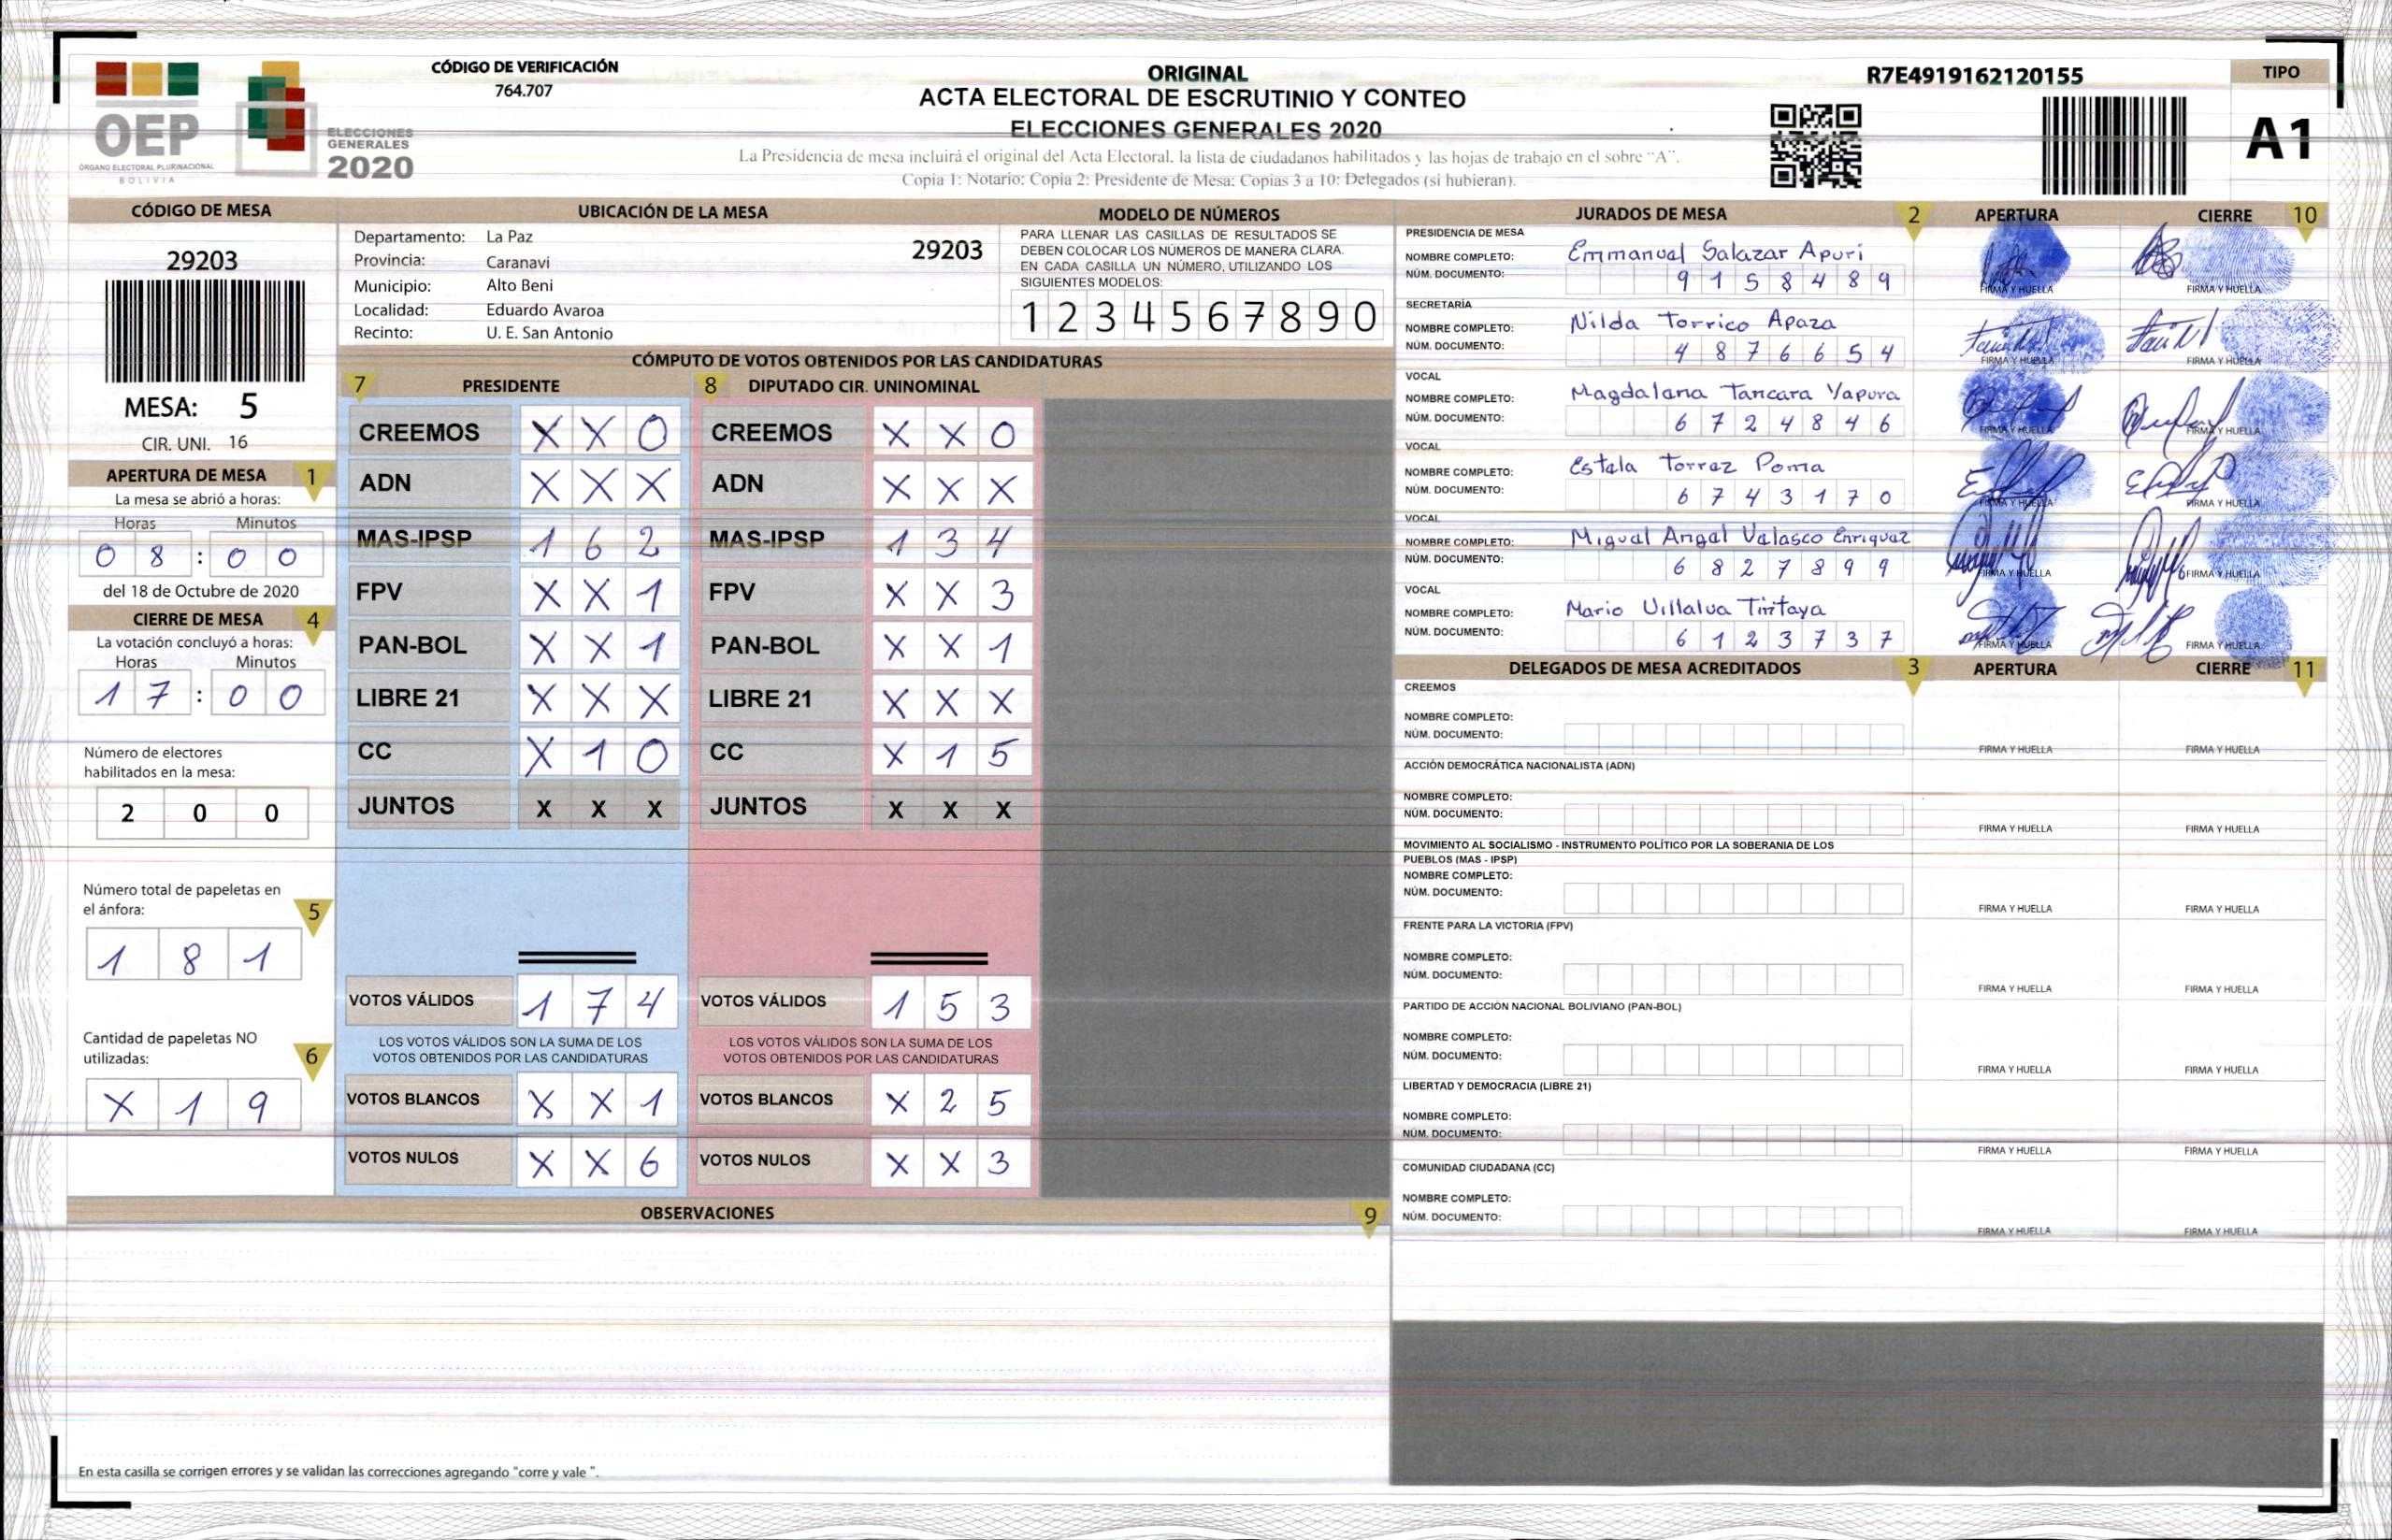 CÓDIGO DE VERIFICACIÓN
764.707
ORIGINAL
ACTA ELECTORAL DE ESCRUTINIO Y CONTEO
ELECCIONES GENERALES 2020
La Presidencia de mesa incluirá el original del Acta Electoral, la lista de ciudadanos habilitados y las hojas de trabajo en el sobre "A".
Copia 1: Notario; Copia 2: Presidente de Mesa; Copias 3 a 10: Delegados (si hubieran).
R7E4919162120155
TIPO
A1
OEP
ÓRGANO ELECTORAL PLURINACIONAL
BOLIVIA
ELECCIONES
GENERALES
2020
CÓDIGO DE MESA
29203
MESA: 5
CIR. UNI. 16
APERTURA DE MESA 1
La mesa se abrió a horas:
Horas Minutos
0 8 : 0 0
del 18 de Octubre de 2020
CIERRE DE MESA 4
La votación concluyó a horas:
Horas Minutos
1 7 : 0 0
Número de electores
habilitados en la mesa:
2 0 0
Número total de papeletas en
el ánfora: 5
1 8 1
Cantidad de papeletas NO
utilizadas: 6
X 1 9
UBICACIÓN DE LA MESA
Departamento: La Paz 29203
Provincia: Caranavi
Municipio: Alto Beni
Localidad: Eduardo Avaroa
Recinto: U. E. San Antonio
MODELO DE NÚMEROS
PARA LLENAR LAS CASILLAS DE RESULTADOS SE
DEBEN COLOCAR LOS NÚMEROS DE MANERA CLARA.
EN CADA CASILLA UN NÚMERO, UTILIZANDO LOS
SIGUIENTES MODELOS:
1 2 3 4 5 6 7 8 9 0
CÓMPUTO DE VOTOS OBTENIDOS POR LAS CANDIDATURAS
7 PRESIDENTE 8 DIPUTADO CIR. UNINOMINAL
CREEMOS X X 0 CREEMOS X X 0
ADN X X X ADN X X X
MAS-IPSP 1 6 2 MAS-IPSP 1 3 4
FPV X X 1 FPV X X 3
PAN-BOL X X 1 PAN-BOL X X 1
LIBRE 21 X X X LIBRE 21 X X X
CC X 1 0 CC X 1 5
JUNTOS X X X JUNTOS X X X
VOTOS VÁLIDOS 1 7 4 VOTOS VÁLIDOS 1 5 3
LOS VOTOS VÁLIDOS SON LA SUMA DE LOS LOS VOTOS VÁLIDOS SON LA SUMA DE LOS
VOTOS OBTENIDOS POR LAS CANDIDATURAS VOTOS OBTENIDOS POR LAS CANDIDATURAS
VOTOS BLANCOS X X 1 VOTOS BLANCOS X 2 5
VOTOS NULOS X X 6 VOTOS NULOS X X 3
OBSERVACIONES 9
En esta casilla se corrigen errores y se validan las correcciones agregando "corre y vale ".
JURADOS DE MESA 2 APERTURA CIERRE 10
PRESIDENCIA DE MESA
NOMBRE COMPLETO: Emmanuel Salazar Apuri
NÚM. DOCUMENTO: 9 1 5 8 4 8 9 FIRMA Y HUELLA FIRMA Y HUELLA
SECRETARÍA
NOMBRE COMPLETO: Nilda Torrico Apaza
NÚM. DOCUMENTO: 4 8 7 6 6 5 4 FIRMA Y HUELLA FIRMA Y HUELLA
VOCAL
NOMBRE COMPLETO: Magdalena Tancara Yapura
NÚM. DOCUMENTO: 6 7 2 4 8 4 6 FIRMA Y HUELLA FIRMA Y HUELLA
VOCAL
NOMBRE COMPLETO: Estela Torrez Poma
NÚM. DOCUMENTO: 6 7 4 3 1 7 0 FIRMA Y HUELLA FIRMA Y HUELLA
VOCAL
NOMBRE COMPLETO: Miguel Angel Velasco Enriquez
NÚM. DOCUMENTO: 6 8 2 7 8 9 9 FIRMA Y HUELLA FIRMA Y HUELLA
VOCAL
NOMBRE COMPLETO: Mario Villalva
NÚM. DOCUMENTO: 6 1 2 3 7 3 7 FIRMA Y HUELLA FIRMA Y HUELLA
DELEGADOS DE MESA ACREDITADOS 3 APERTURA CIERRE 11
CREEMOS
NOMBRE COMPLETO:
NÚM. DOCUMENTO: FIRMA Y HUELLA FIRMA Y HUELLA
ACCIÓN DEMOCRÁTICA NACIONALISTA (ADN)
NOMBRE COMPLETO:
NÚM. DOCUMENTO: FIRMA Y HUELLA FIRMA Y HUELLA
MOVIMIENTO AL SOCIALISMO - INSTRUMENTO POLÍTICO POR LA SOBERANIA DE LOS
PUEBLOS (MAS - IPSP)
NOMBRE COMPLETO:
NÚM. DOCUMENTO: FIRMA Y HUELLA FIRMA Y HUELLA
FRENTE PARA LA VICTORIA (FPV)
NOMBRE COMPLETO:
NÚM. DOCUMENTO: FIRMA Y HUELLA FIRMA Y HUELLA
PARTIDO DE ACCIÓN NACIONAL BOLIVIANO (PAN-BOL)
NOMBRE COMPLETO:
NÚM. DOCUMENTO: FIRMA Y HUELLA FIRMA Y HUELLA
LIBERTAD Y DEMOCRACIA (LIBRE 21)
NOMBRE COMPLETO:
NÚM. DOCUMENTO: FIRMA Y HUELLA FIRMA Y HUELLA
COMUNIDAD CIUDADANA (CC)
NOMBRE COMPLETO:
NÚM. DOCUMENTO: FIRMA Y HUELLA FIRMA Y HUELLA